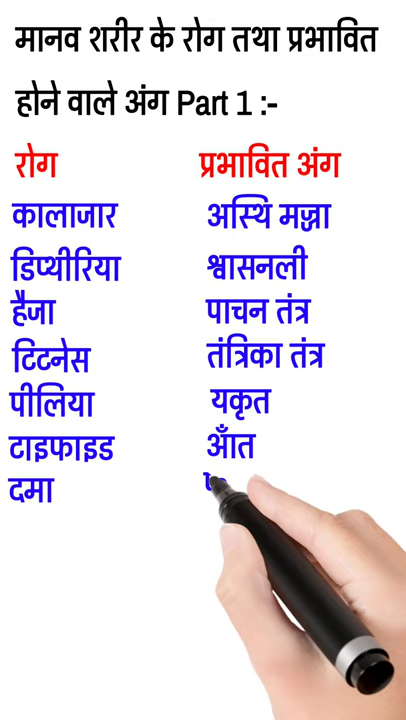 मानव शरीर के रोग तथा प्रभावित
होने वाले अंग Part 1 :-
रोग प्रभावित अंग
कालाजार अस्थि मज्जा
डिप्थीरिया श्वासनली
हैजा पाचन तंत्र
टिटनेस तंत्रिका तंत्र
पीलिया यकृत
टाइफाइड आँत
दमा